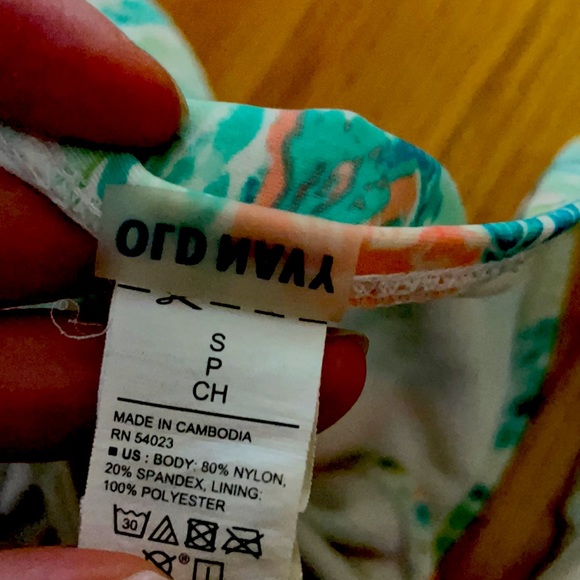 OLD NAVY
S
P
CH
MADE IN CAMBODIA
RN 54023
■ US : BODY: 80% NYLON,
20% SPANDEX, LINING:
100% POLYESTER
30
®